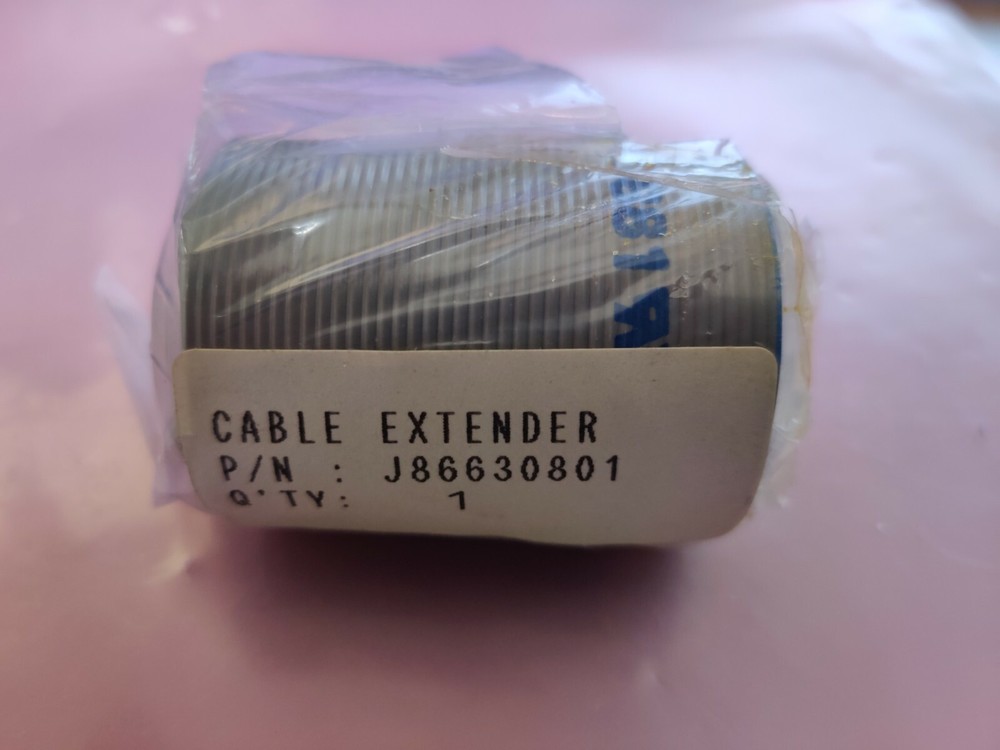 CABLE EXTENDER
P/N : J86630801
Q'TY: 1